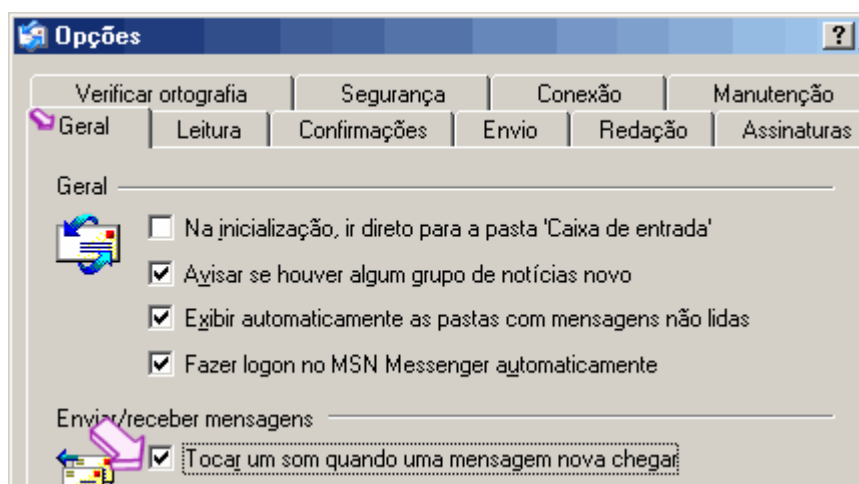 Opções
?
Verificar ortografia Segurança Conexão Manutenção
Geral Leitura Confirmações Envio Redação Assinaturas
Geral
Na inicialização, ir direto para a pasta 'Caixa de entrada'
Avisar se houver algum grupo de notícias novo
Exibir automaticamente as pastas com mensagens não lidas
Fazer logon no MSN Messenger automaticamente
Enviar/receber mensagens
Tocar um som quando uma mensagem nova chegar